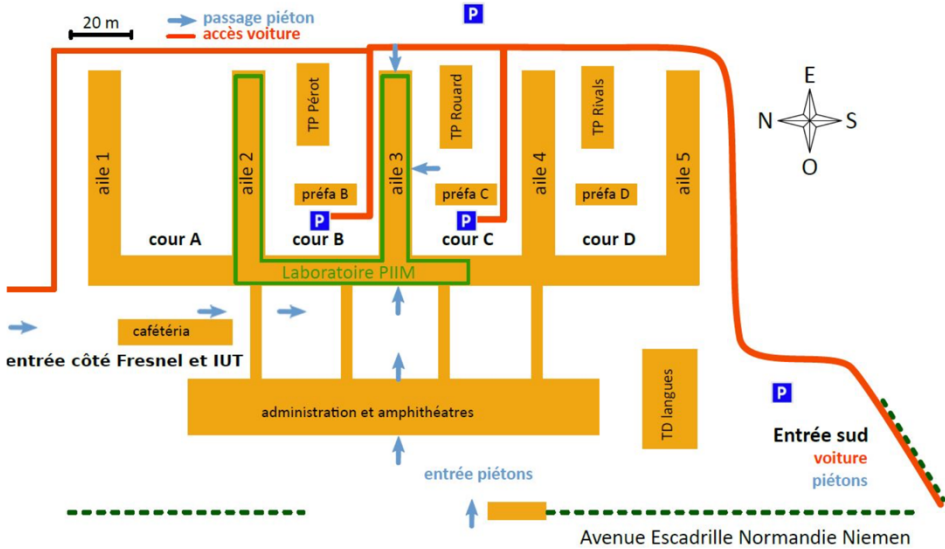 P
20 m
passage piéton
accès voiture
E
N
S
O
TP Pérot
TP Rouard
TP Rivals
aile 1
aile 2
aile 3
aile 4
aile 5
préfa B
préfa C
préfa D
P
P
cour A
cour B
cour C
cour D
Laboratoire PIIM
cafétéria
entrée côté Fresnel et IUT
administration et amphithéatres
TD langues
P
Entrée sud
voiture
piétons
entrée piétons
Avenue Escadrille Normandie Niemen